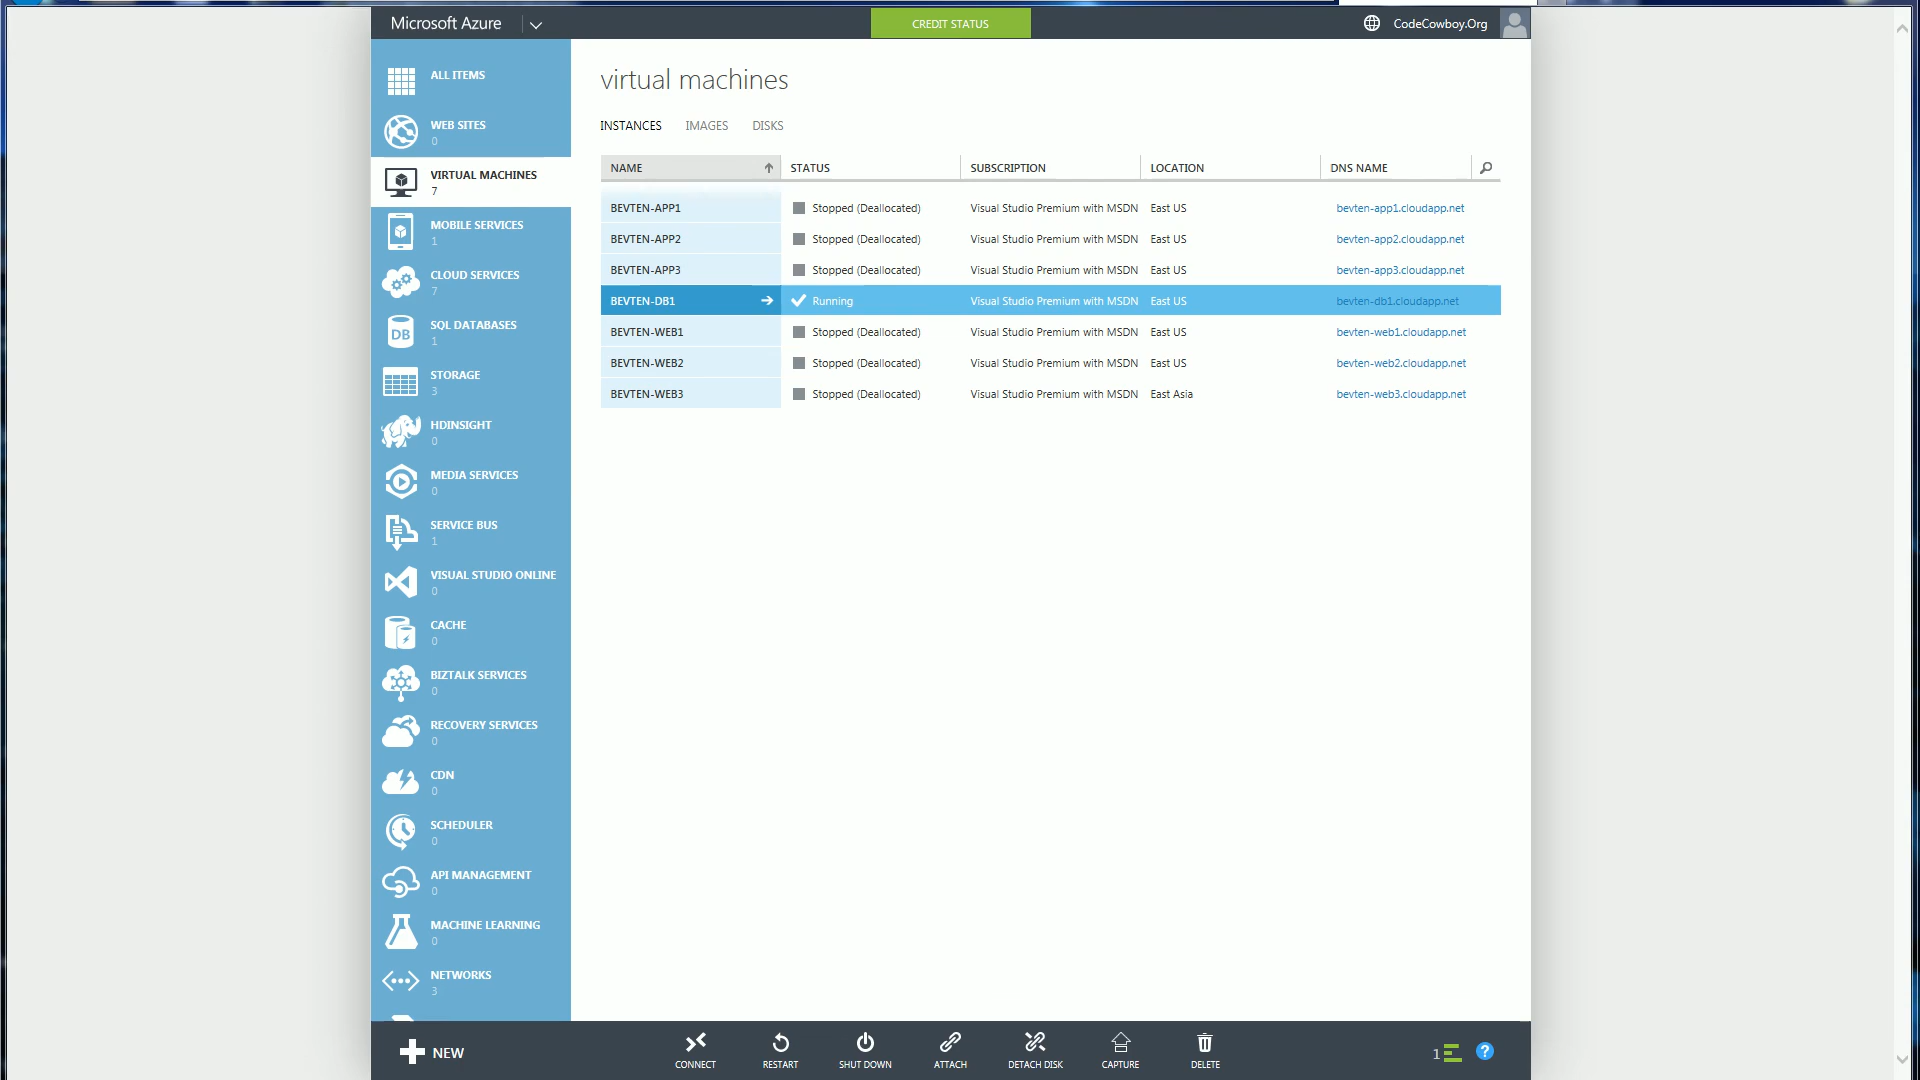 Microsoft Azure
CREDIT STATUS
CodeCowboy.Org
ALL ITEMS
WEB SITES
0
VIRTUAL MACHINES
7
MOBILE SERVICES
1
CLOUD SERVICES
7
DB
SQL DATABASES
1
STORAGE
3
HDINSIGHT
0
MEDIA SERVICES
0
SERVICE BUS
1
VISUAL STUDIO ONLINE
0
CACHE
0
BIZTALK SERVICES
0
RECOVERY SERVICES
0
CDN
0
SCHEDULER
0
API MANAGEMENT
0
MACHINE LEARNING
0
NETWORKS
3
virtual machines
INSTANCES IMAGES DISKS
NAME STATUS SUBSCRIPTION LOCATION DNS NAME
BEVTEN-APP1 Stopped (Deallocated) Visual Studio Premium with MSDN East US bevten-app1.cloudapp.net
BEVTEN-APP2 Stopped (Deallocated) Visual Studio Premium with MSDN East US bevten-app2.cloudapp.net
BEVTEN-APP3 Stopped (Deallocated) Visual Studio Premium with MSDN East US bevten-app3.cloudapp.net
BEVTEN-DB1 Running Visual Studio Premium with MSDN East US bevten-db1.cloudapp.net
BEVTEN-WEB1 Stopped (Deallocated) Visual Studio Premium with MSDN East US bevten-web1.cloudapp.net
BEVTEN-WEB2 Stopped (Deallocated) Visual Studio Premium with MSDN East US bevten-web2.cloudapp.net
BEVTEN-WEB3 Stopped (Deallocated) Visual Studio Premium with MSDN East Asia bevten-web3.cloudapp.net
NEW
CONNECT RESTART SHUT DOWN ATTACH DETACH DISK CAPTURE DELETE
1 ?